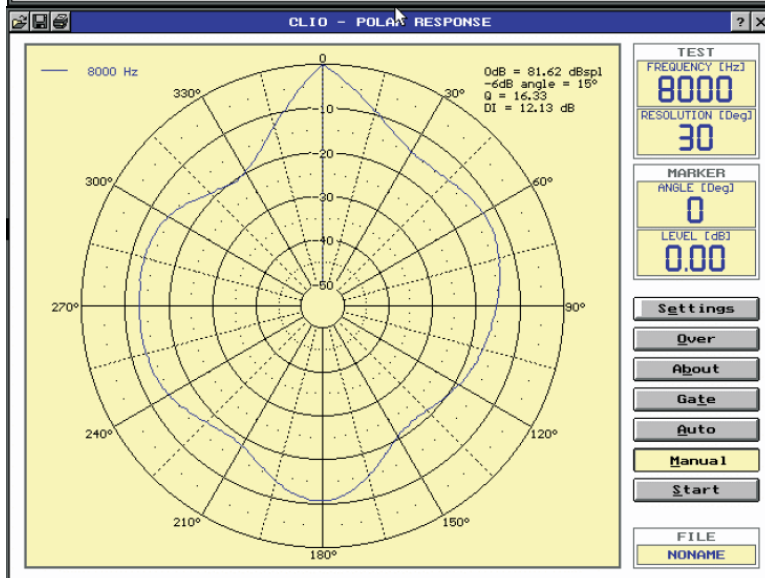 CLIO - POLAR RESPONSE
? X
8000 Hz
0dB = 81.62 dBspl
-6dB angle = 15°
Q = 16.33
DI = 12.13 dB
0
30°
60°
90°
120°
150°
180°
210°
240°
270°
300°
330°
-10
-20
-30
-40
-50
TEST
FREQUENCY [Hz]
8000
RESOLUTION [Deg]
30
MARKER
ANGLE [Deg]
0
LEVEL [dB]
0.00
Settings
Over
About
Gate
Auto
Manual
Start
FILE
NONAME